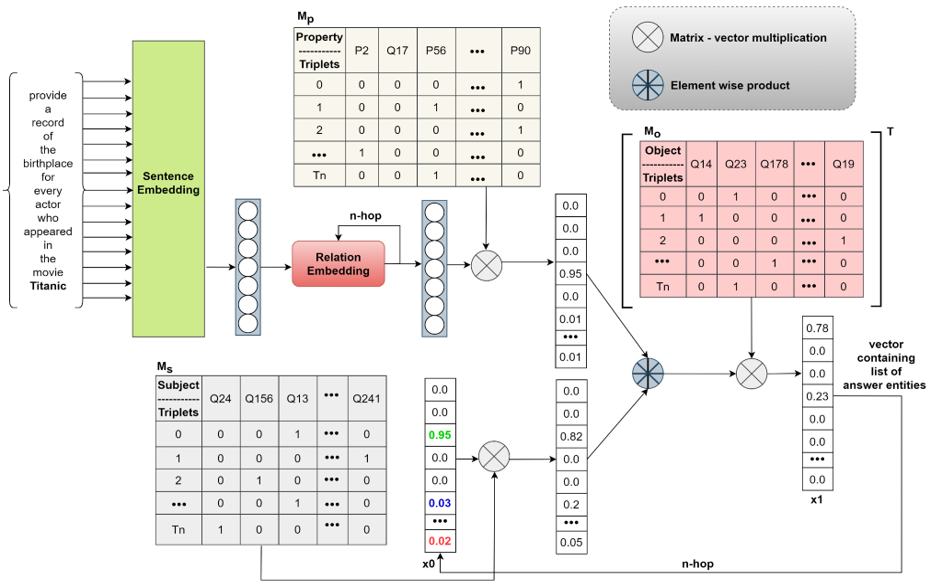 provide
a
record
of
the
birthplace
for
every
actor
who
appeared
in
the
movie
Titanic
Sentence
Embedding
Mp
Property
-----------
Triplets
P2 Q17 P56 ••• P90
0 0 0 0 ••• 1
1 0 0 1 ••• 0
2 0 0 0 ••• 1
••• 1 0 0 ••• 0
Tn 0 0 1 ••• 0
Matrix - vector multiplication
Element wise product
Mo
T
Object
-----------
Triplets
Q14 Q23 Q178 ••• Q19
0 0 1 0 ••• 0
1 1 0 0 ••• 0
2 0 0 0 ••• 1
••• 0 0 1 ••• 0
Tn 0 1 0 ••• 0
n-hop
Relation
Embedding
0.0
0.0
0.0
0.95
0.0
0.01
•••
0.01
Ms
Subject
-----------
Triplets
Q24 Q156 Q13 ••• Q241
0 0 0 1 ••• 0
1 0 0 0 ••• 1
2 0 1 0 ••• 0
••• 0 0 1 ••• 0
Tn 1 0 0 ••• 0
0.0
0.0
0.95
0.0
0.0
0.03
•••
0.02
x0
0.0
0.0
0.82
0.0
0.0
0.2
•••
0.05
0.78
0.0
0.0
0.23
0.0
0.0
•••
0.0
x1
vector
containing
list of
answer entities
n-hop